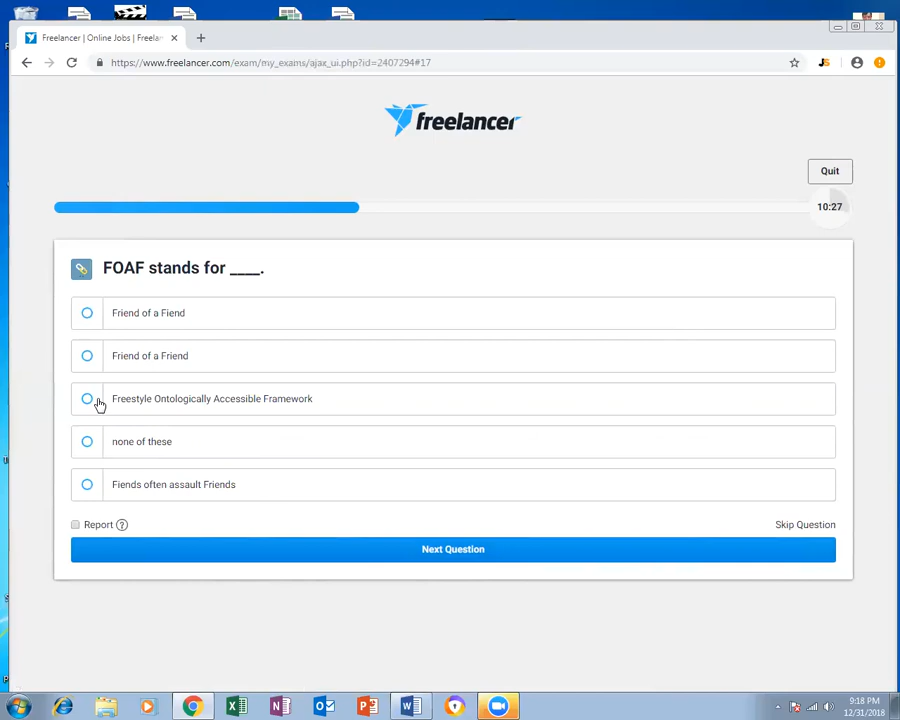 Freelancer | Online Jobs | Freelan
https://www.freelancer.com/exam/my_exams/ajax_ui.php?id=2407294#17
JS
freelancer
Quit
10:27
FOAF stands for ____.
Friend of a Fiend
Friend of a Friend
Freestyle Ontologically Accessible Framework
none of these
Fiends often assault Friends
Report ?
Skip Question
Next Question
9:18 PM
12/31/2018